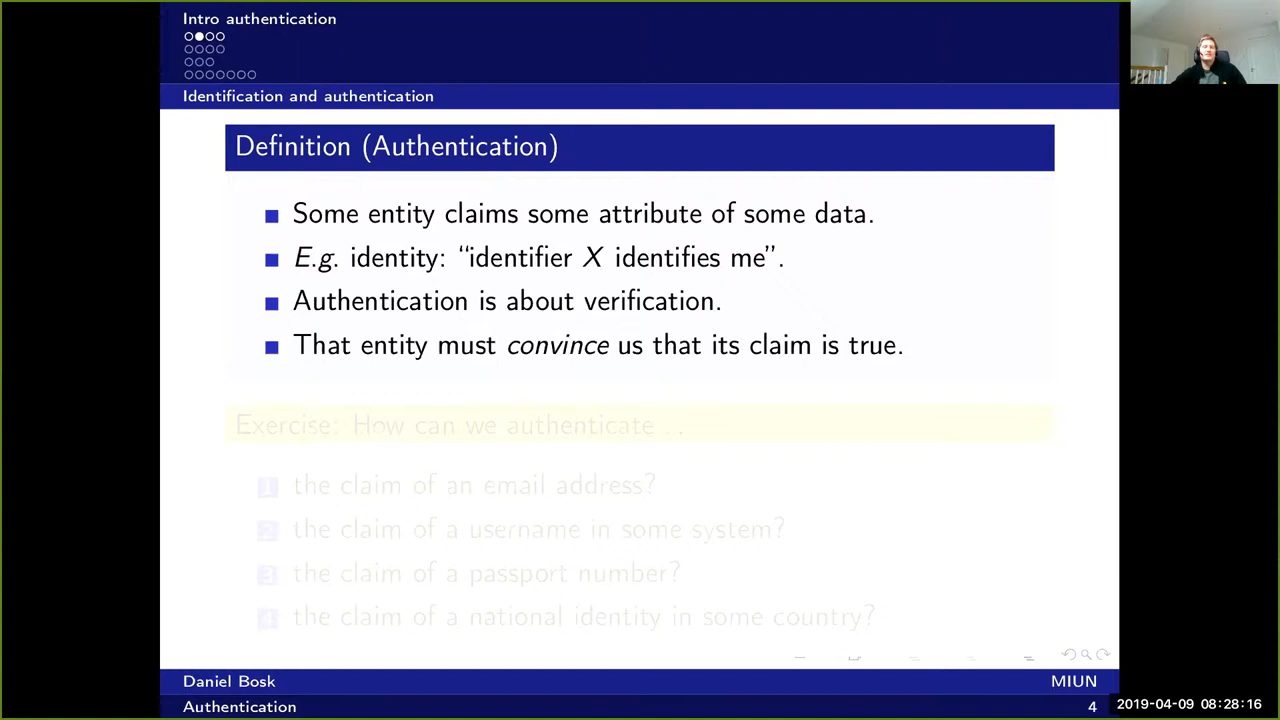 Intro authentication
Identification and authentication
Definition (Authentication)
Some entity claims some attribute of some data.
E.g. identity: “identifier X identifies me”.
Authentication is about verification.
That entity must convince us that its claim is true.
Exercise: How can we authenticate . .
1 the claim of an email address?
2 the claim of a username in some system?
3 the claim of a passport number?
4 the claim of a national identity in some country?
Daniel Bosk MIUN
Authentication 4
2019-04-09 08:28:16